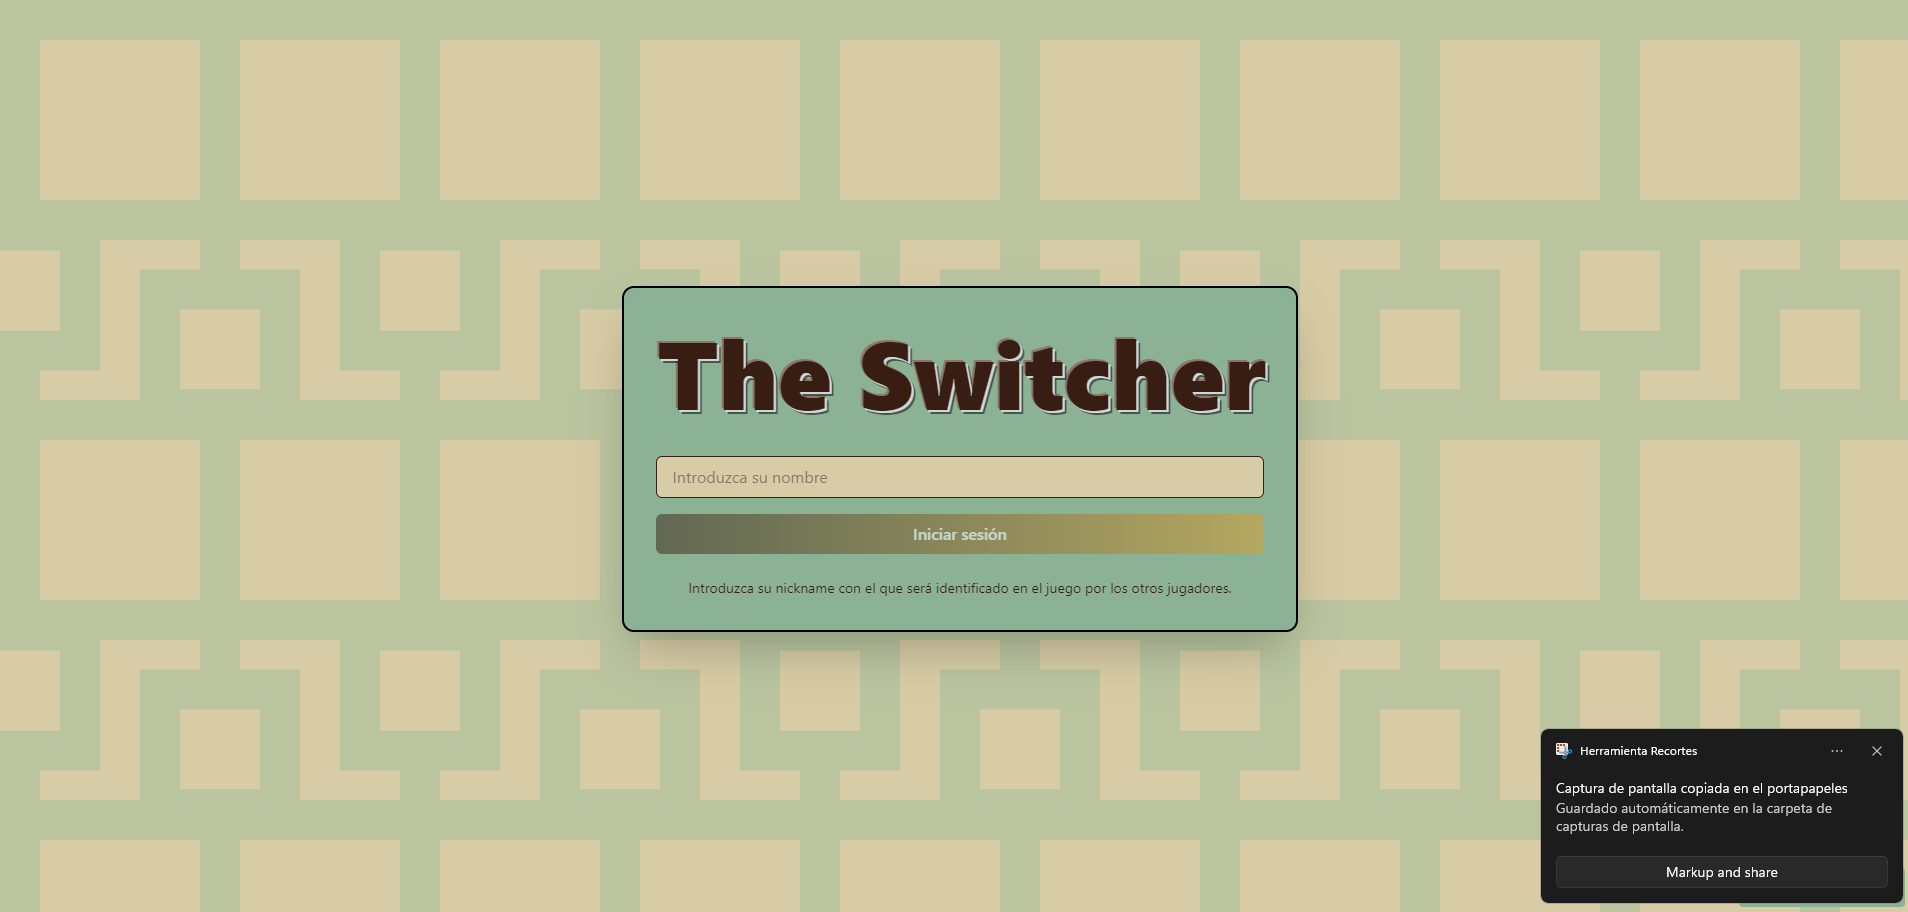 The Switcher
Introduzca su nombre
Iniciar sesión
Introduzca su nickname con el que será identificado en el juego por los otros jugadores.
Herramienta Recortes
Captura de pantalla copiada en el portapapeles
Guardado automáticamente en la carpeta de
capturas de pantalla.
Markup and share